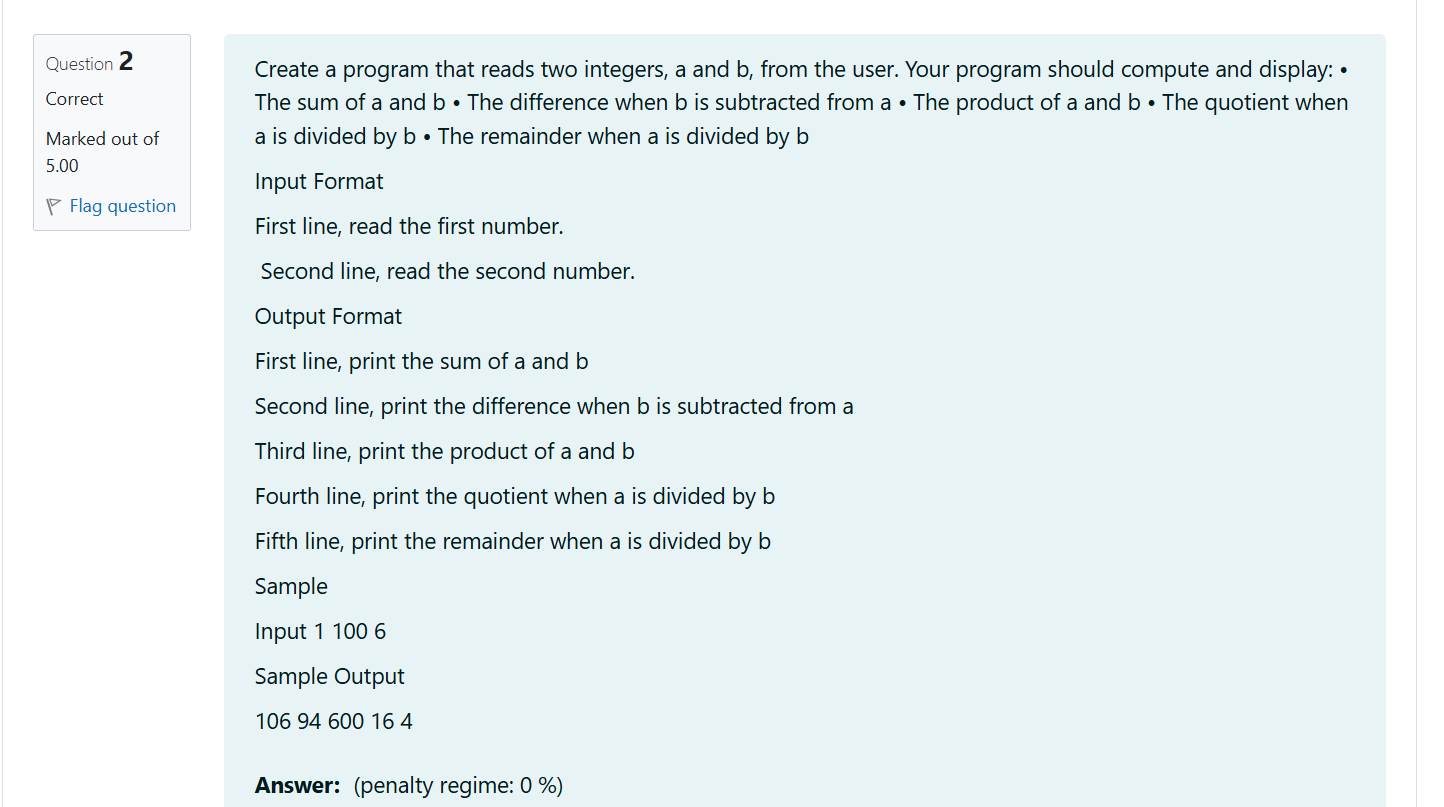 Question 2
Correct
Marked out of
5.00
Flag question
Create a program that reads two integers, a and b, from the user. Your program should compute and display: •
The sum of a and b • The difference when b is subtracted from a • The product of a and b • The quotient when
a is divided by b • The remainder when a is divided by b
Input Format
First line, read the first number.
Second line, read the second number.
Output Format
First line, print the sum of a and b
Second line, print the difference when b is subtracted from a
Third line, print the product of a and b
Fourth line, print the quotient when a is divided by b
Fifth line, print the remainder when a is divided by b
Sample
Input 1 100 6
Sample Output
106 94 600 16 4
Answer: (penalty regime: 0 %)